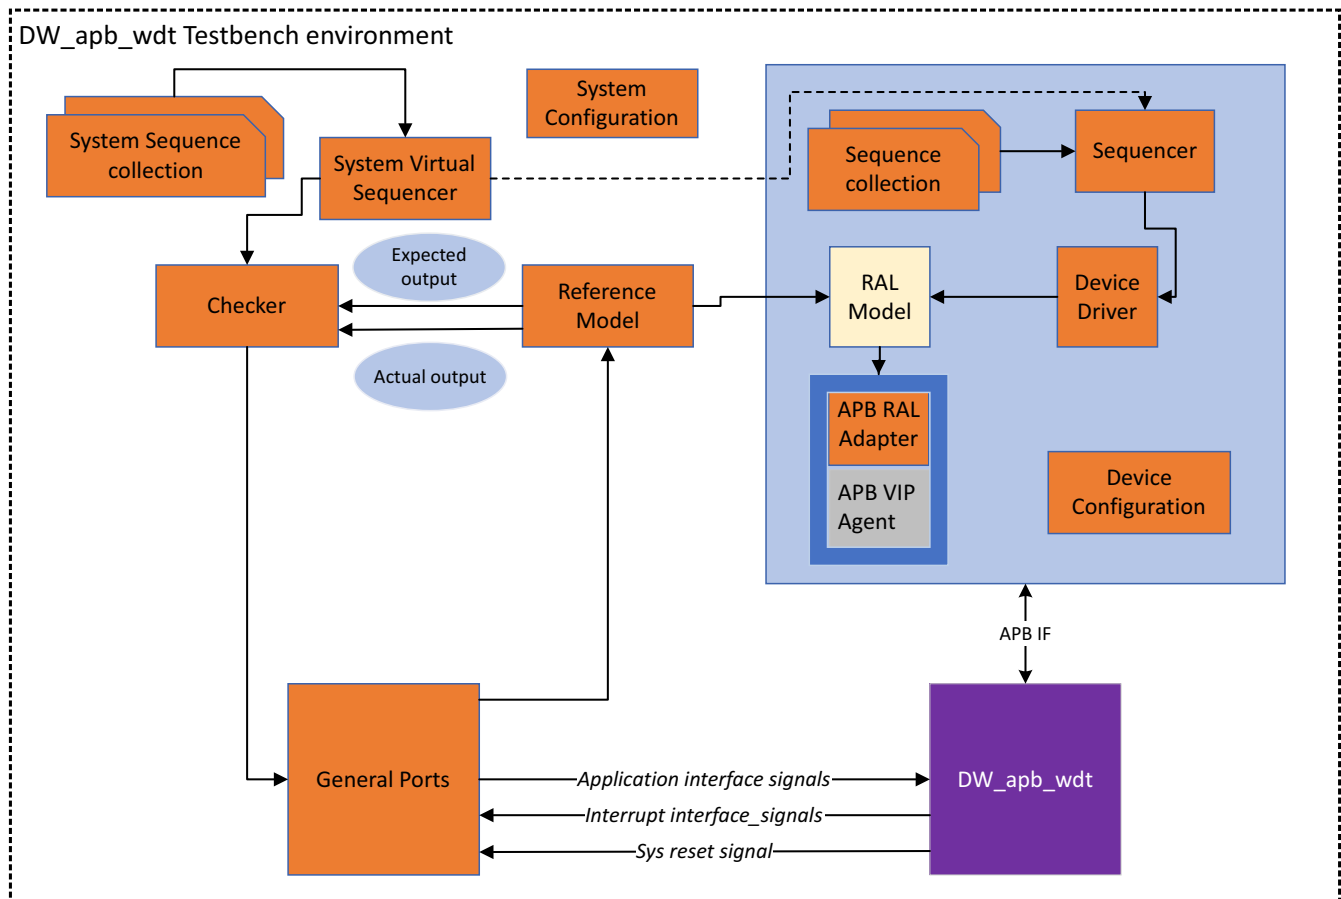 DW_apb_wdt Testbench environment
System Sequence
collection
System Virtual
Sequencer
System
Configuration
Sequence
collection
Sequencer
Expected
output
Checker
Reference
Model
RAL
Model
Device
Driver
Actual output
APB RAL
Adapter
APB VIP
Agent
Device
Configuration
APB IF
General Ports
Application interface signals
Interrupt interface_signals
Sys reset signal
DW_apb_wdt